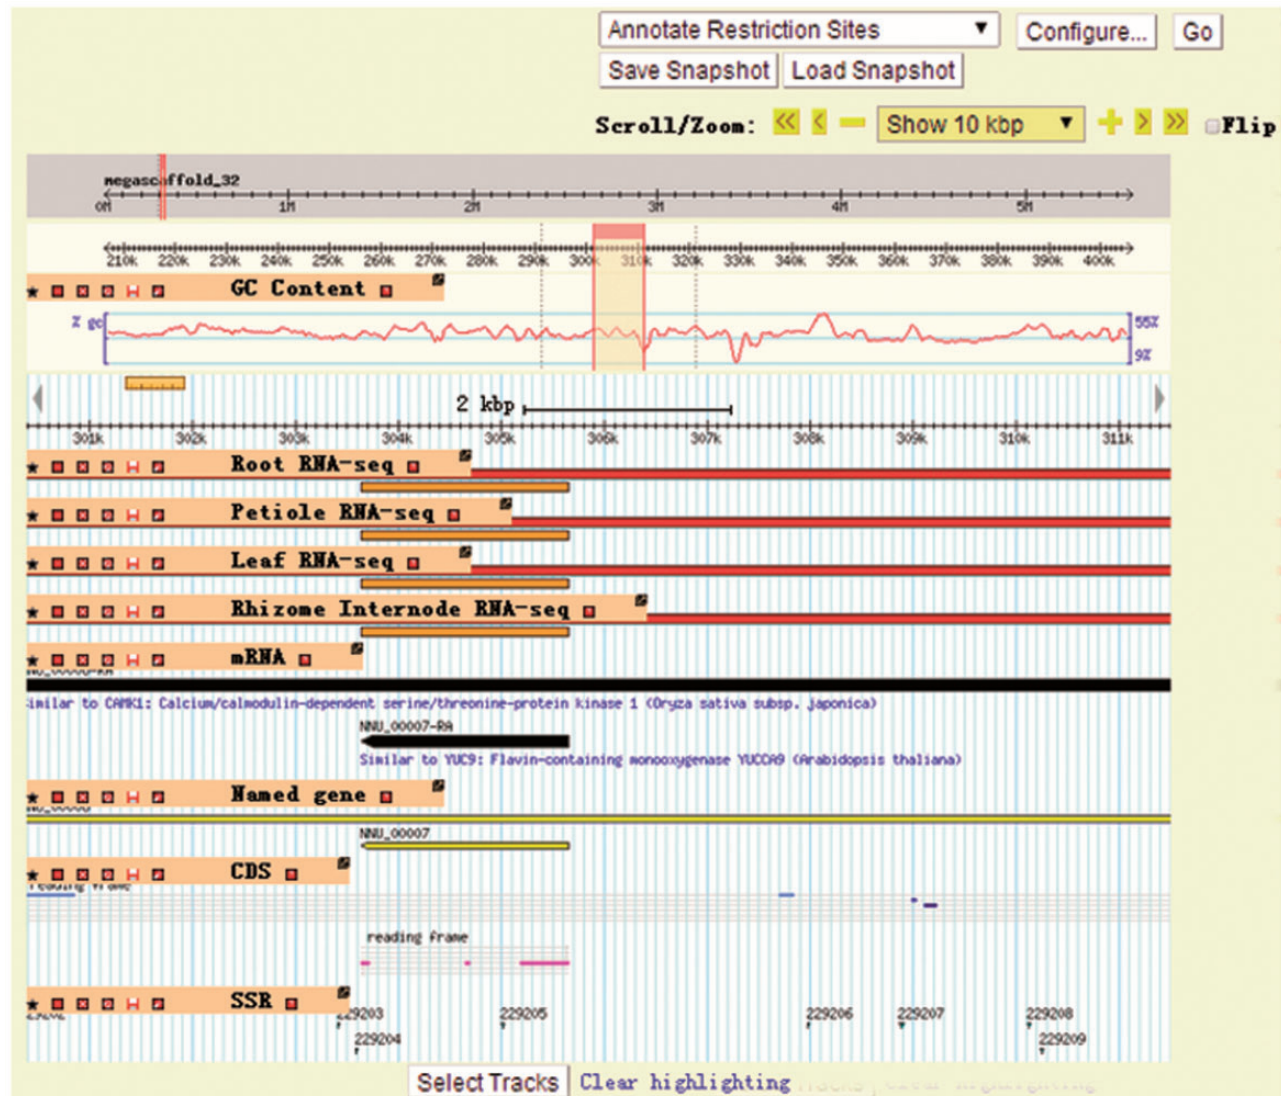 Annotate Restriction Sites Configure... Go
Save Snapshot Load Snapshot
Scroll/Zoom: << < Show 10 kbp > >> Flip
megascaffold_32
0M 1M 2M 3M 4M 5M
210k 220k 230k 240k 250k 260k 270k 280k 290k 300k 310k 320k 330k 340k 350k 360k 370k 380k 390k 400k
GC Content
% gc 55%
9%
2 kbp
301k 302k 303k 304k 305k 306k 307k 308k 309k 310k 311k
Root RNA-seq
Petiole RNA-seq
Leaf RNA-seq
Rhizome Internode RNA-seq
mRNA
imilar to CAMK1: Calcium/calmodulin-dependent serine/threonine-protein kinase 1 (Oryza sativa subsp. japonica)
NNU_00007-RA
Similar to YUC9: Flavin-containing monooxygenase YUCCA9 (Arabidopsis thaliana)
Named gene
NNU_00007
CDS
reading frame
reading frame
SSR
229203 229205 229206 229207 229208
229204 229209
Select Tracks Clear highlighting